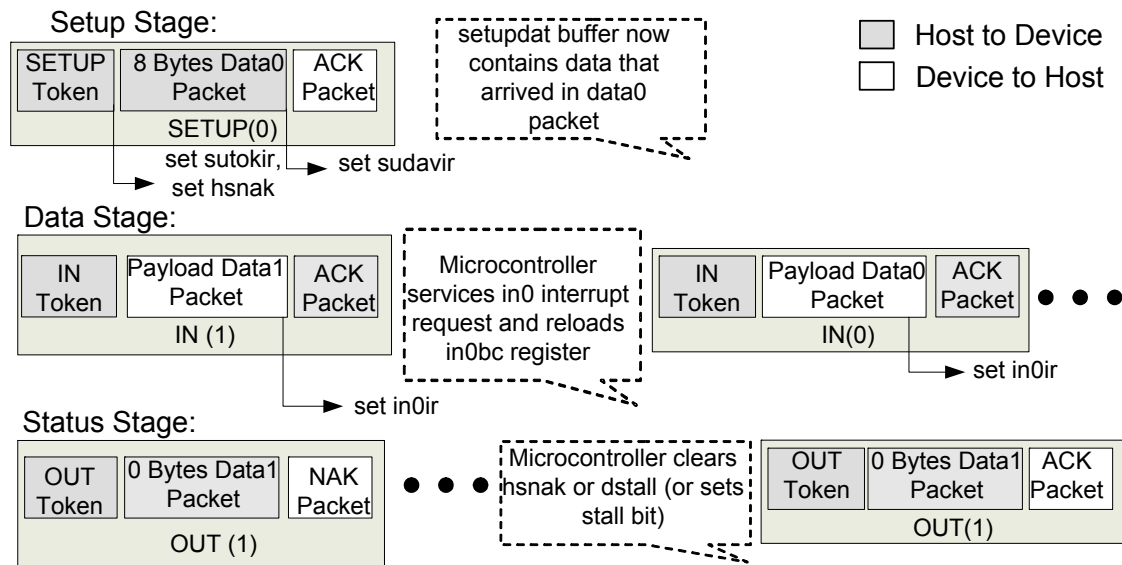 Setup Stage:
SETUP
Token
8 Bytes Data0
Packet
ACK
Packet
SETUP(0)
set sutokir,
set hsnak
set sudavir
setupdat buffer now
contains data that
arrived in data0
packet
Host to Device
Device to Host
Data Stage:
IN
Token
Payload Data1
Packet
ACK
Packet
IN (1)
set in0ir
Microcontroller
services in0 interrupt
request and reloads
in0bc register
IN
Token
Payload Data0
Packet
ACK
Packet
IN(0)
set in0ir
Status Stage:
OUT
Token
0 Bytes Data1
Packet
NAK
Packet
OUT (1)
Microcontroller clears
hsnak or dstall (or sets
stall bit)
OUT
Token
0 Bytes Data1
Packet
ACK
Packet
OUT(1)